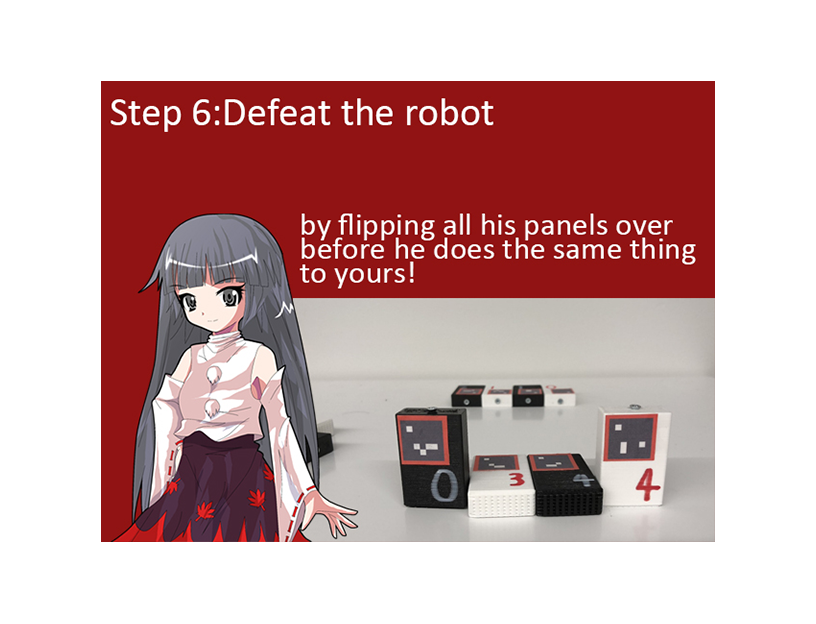 Step 6:Defeat the robot
by flipping all his panels over
before he does the same thing
to yours!
0
3
4
4